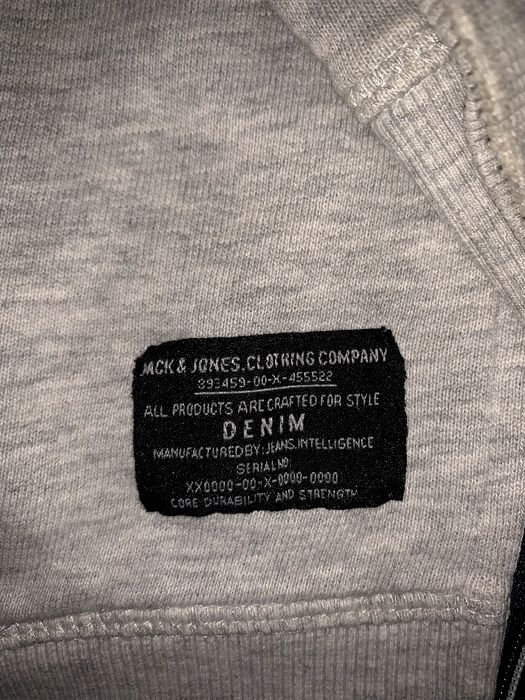 JACK & JONES. CLOTHING COMPANY
893459-00-X-455522
ALL PRODUCTS ARE CRAFTED FOR STYLE
DENIM
MANUFACTURED BY: JEANS.INTELLIGENCE
SERIAL NO:
XX0000-00-X-0000-0000
CORE DURABILITY AND STRENGTH